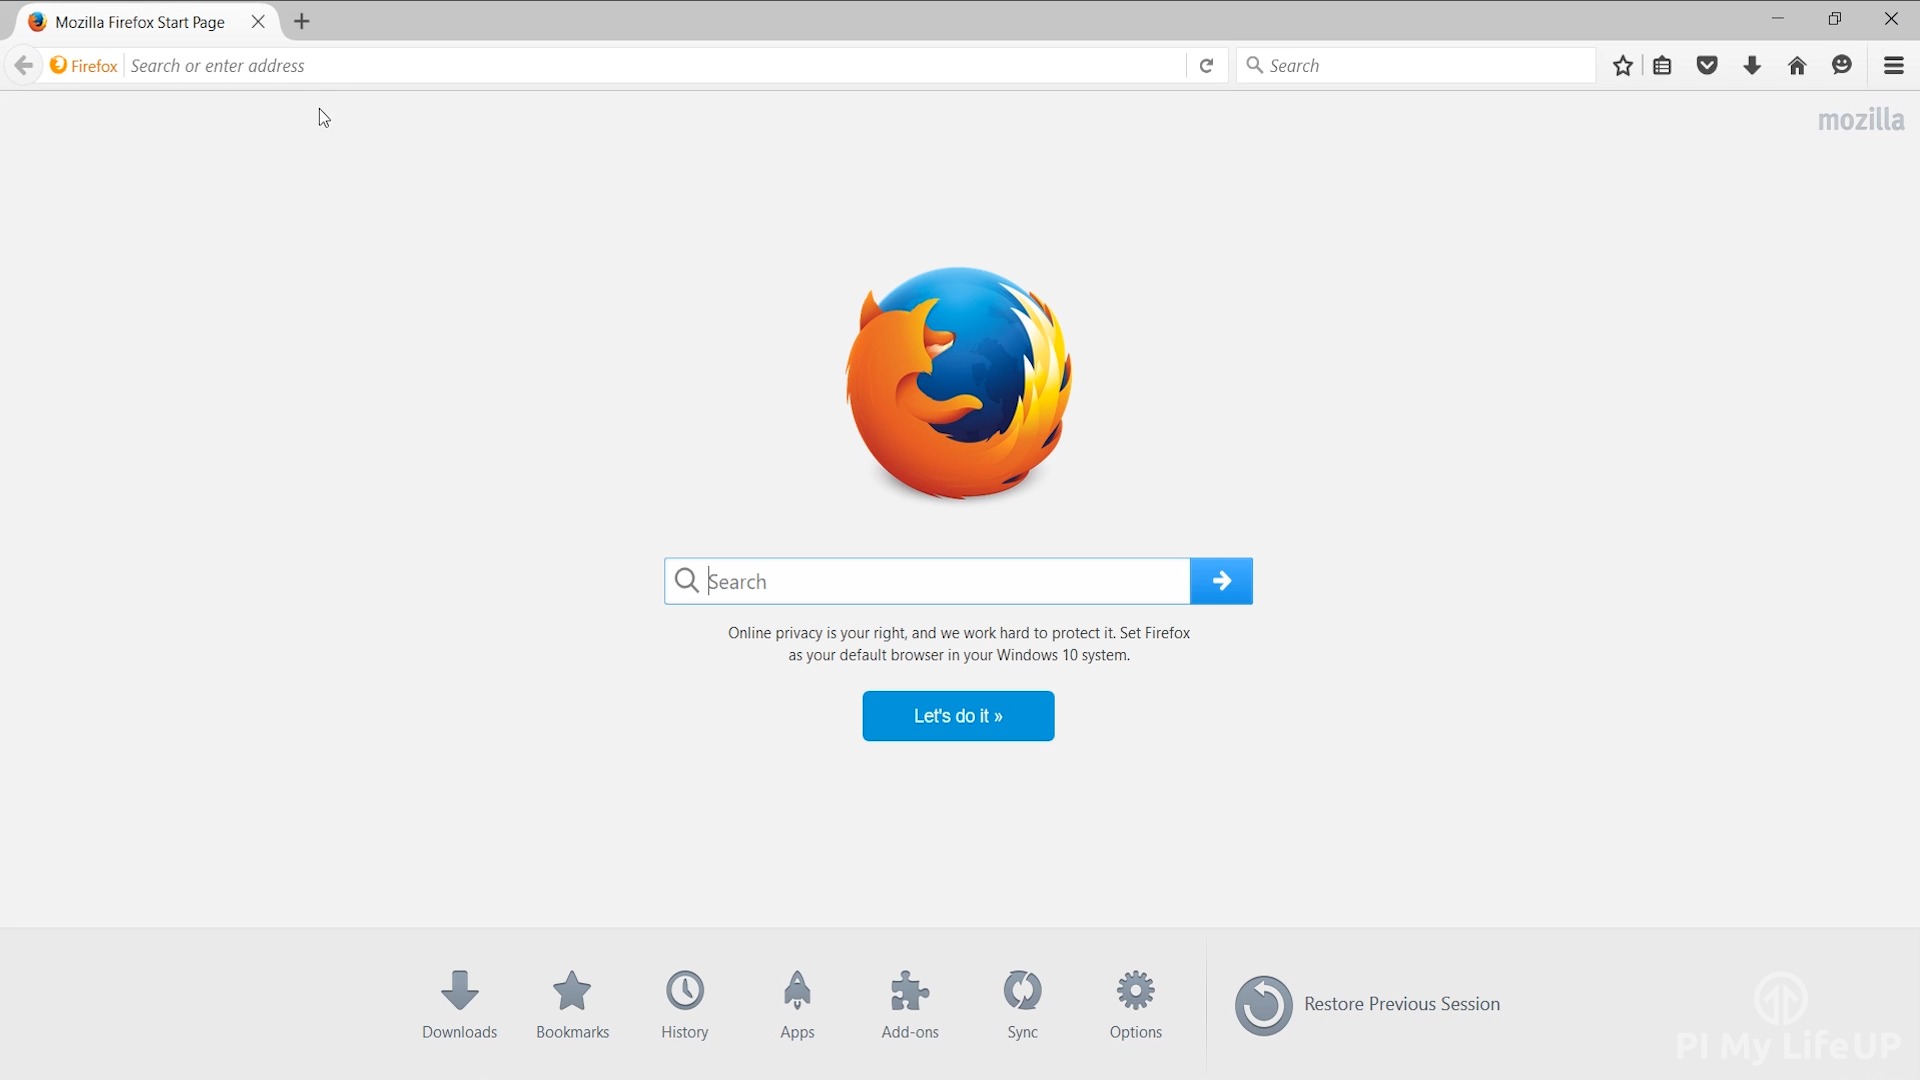 Mozilla Firefox Start Page
Firefox Search or enter address
Search
mozilla
Search
Online privacy is your right, and we work hard to protect it. Set Firefox
as your default browser in your Windows 10 system.
Let's do it »
Downloads
Bookmarks
History
Apps
Add-ons
Sync
Options
Restore Previous Session
PI My LifeUP